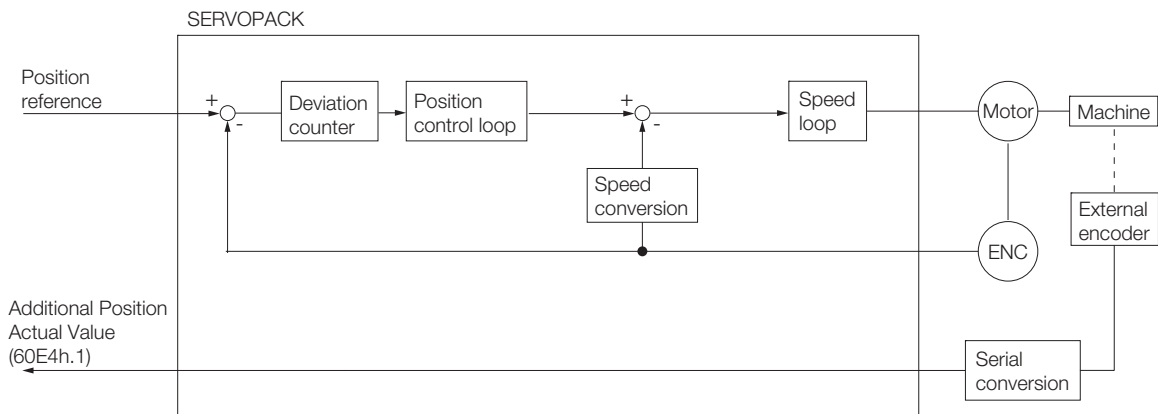 SERVOPACK
Position
reference
+
-
Deviation
counter
Position
control loop
+
-
Speed
loop
Motor
Machine
Speed
conversion
External
encoder
ENC
Additional Position
Actual Value
(60E4h.1)
Serial
conversion